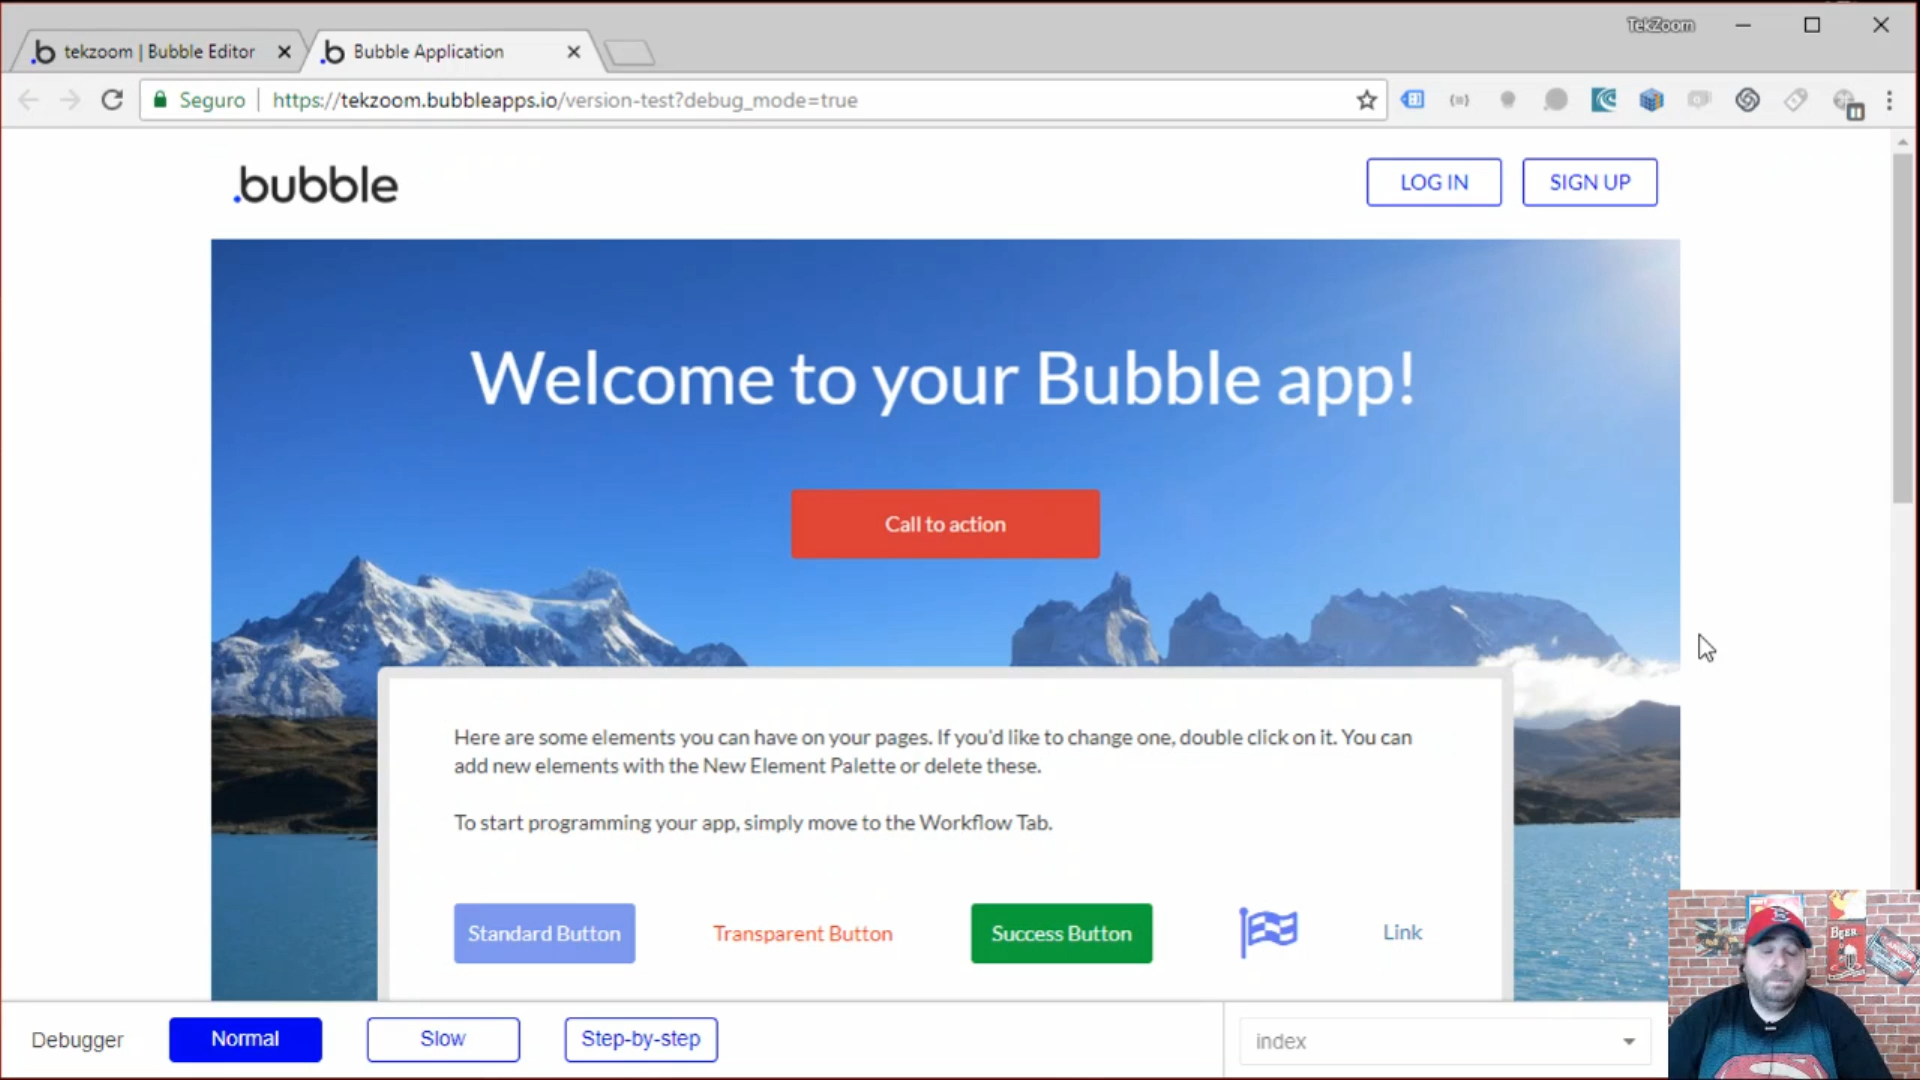 TekZoom
tekzoom | Bubble Editor
Bubble Application
Seguro
https://tekzoom.bubbleapps.io/version-test?debug_mode=true
.bubble
LOG IN
SIGN UP
Welcome to your Bubble app!
Call to action
Here are some elements you can have on your pages. If you'd like to change one, double click on it. You can
add new elements with the New Element Palette or delete these.
To start programming your app, simply move to the Workflow Tab.
Standard Button
Transparent Button
Success Button
Link
BEER
Debugger
Normal
Slow
Step-by-step
index